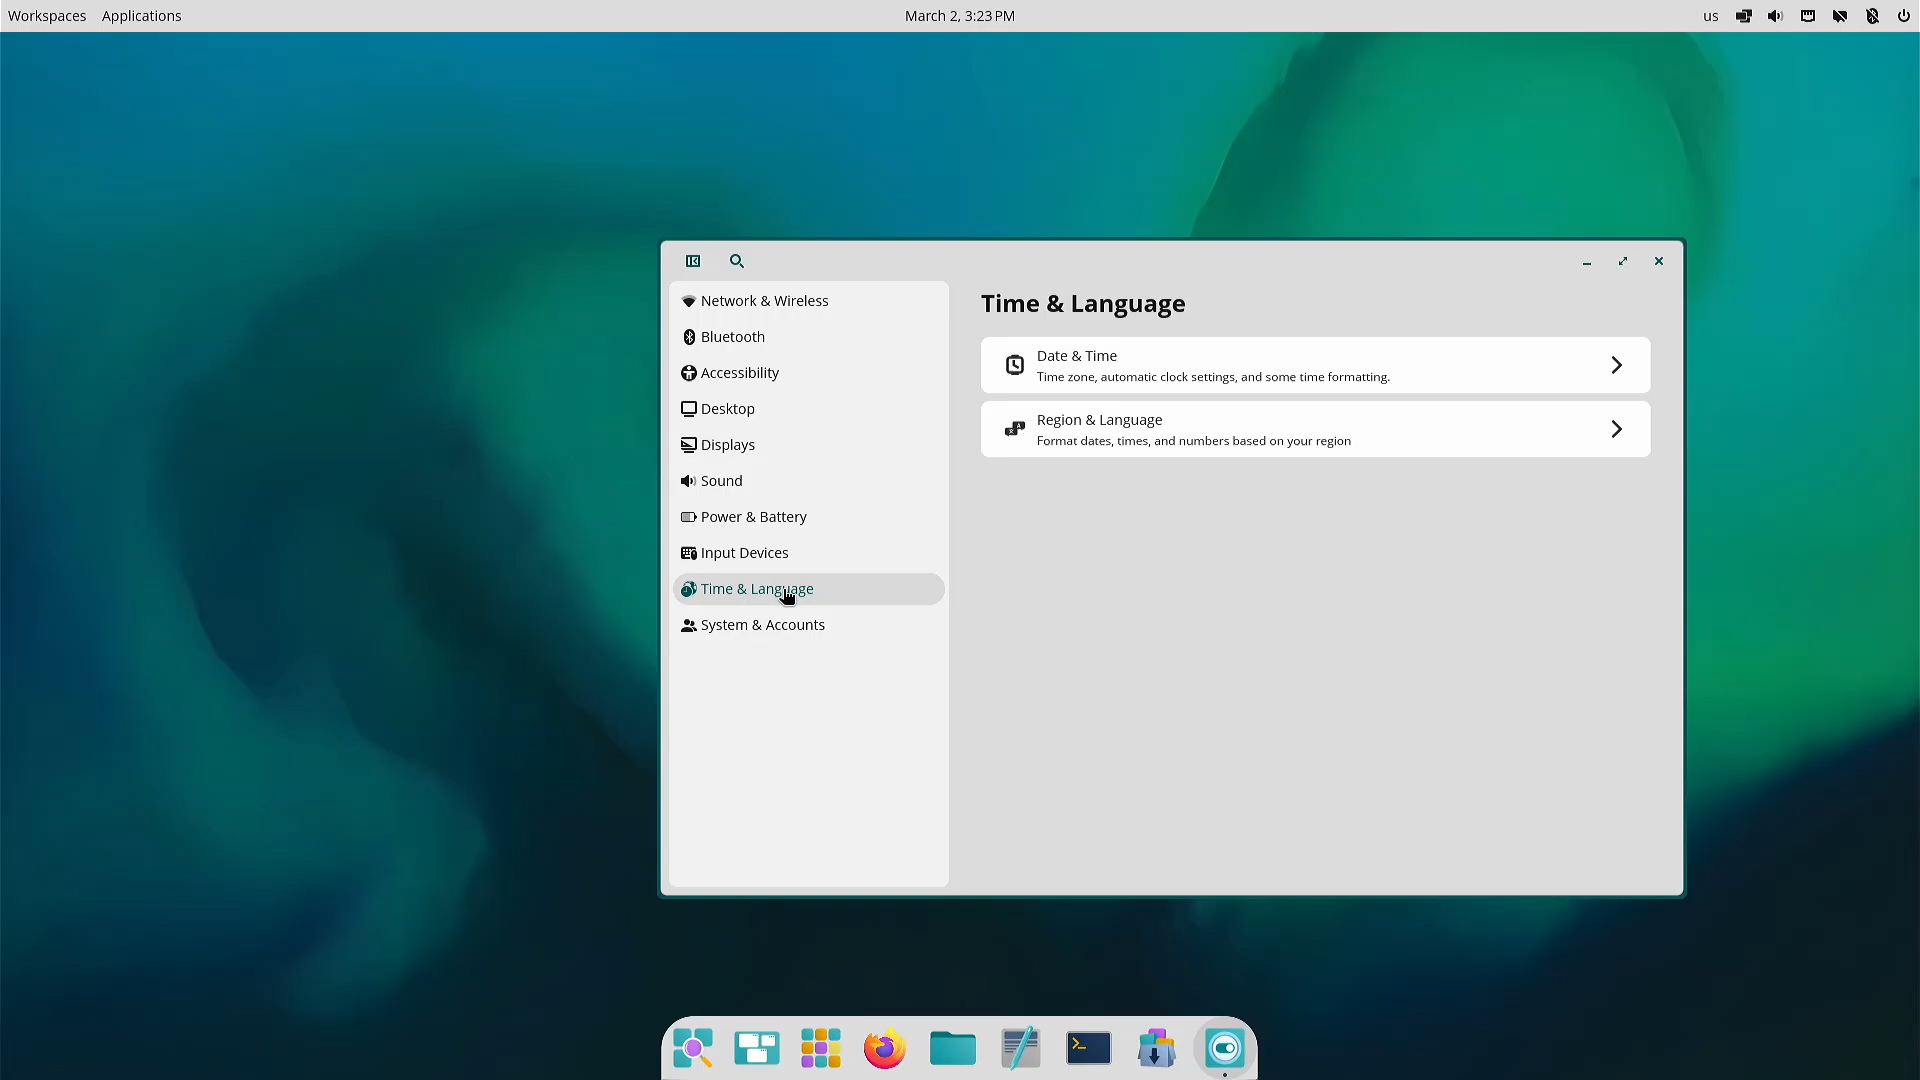 Workspaces Applications March 2, 3:23 PM us
Time & Language
Network & Wireless
Bluetooth
Accessibility
Desktop
Displays
Sound
Power & Battery
Input Devices
Time & Language
System & Accounts
Date & Time
Time zone, automatic clock settings, and some time formatting.
Region & Language
Format dates, times, and numbers based on your region